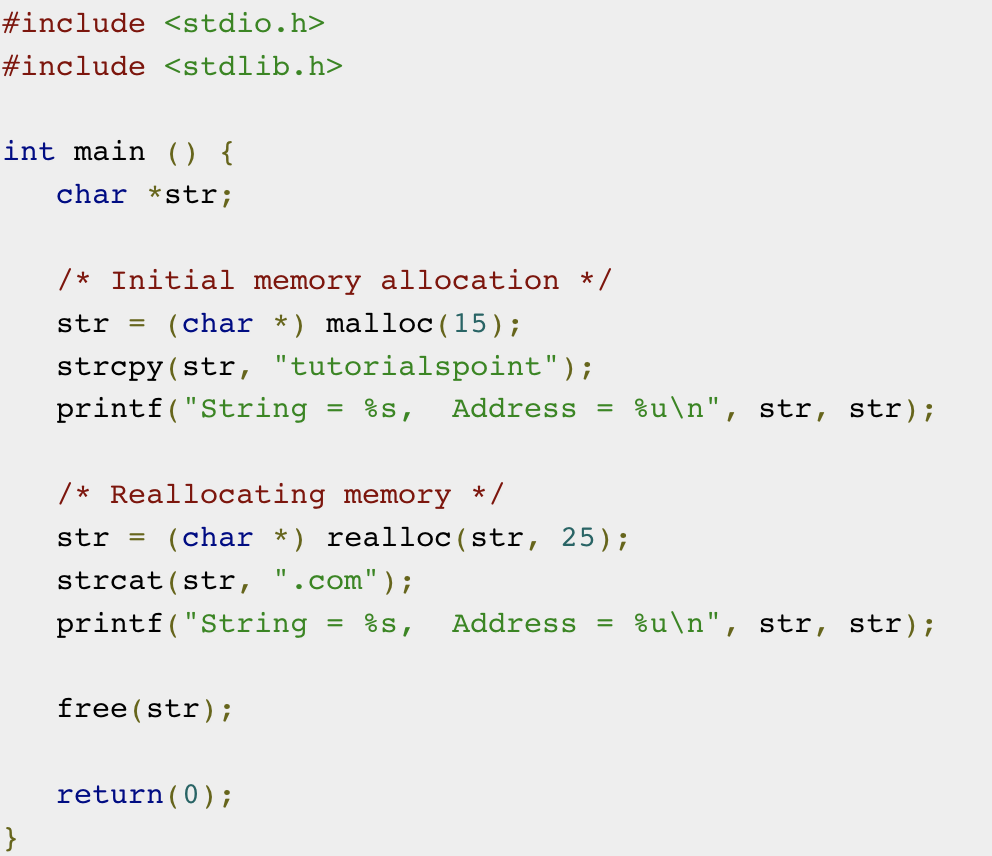 #include <stdio.h>
#include <stdlib.h>
int main () {
char *str;
/* Initial memory allocation */
str = (char *) malloc(15);
strcpy(str, "tutorialspoint");
printf("String = %s,  Address = %u\n", str, str);
/* Reallocating memory */
str = (char *) realloc(str, 25);
strcat(str, ".com");
printf("String = %s,  Address = %u\n", str, str);
free(str);
return(0);
}